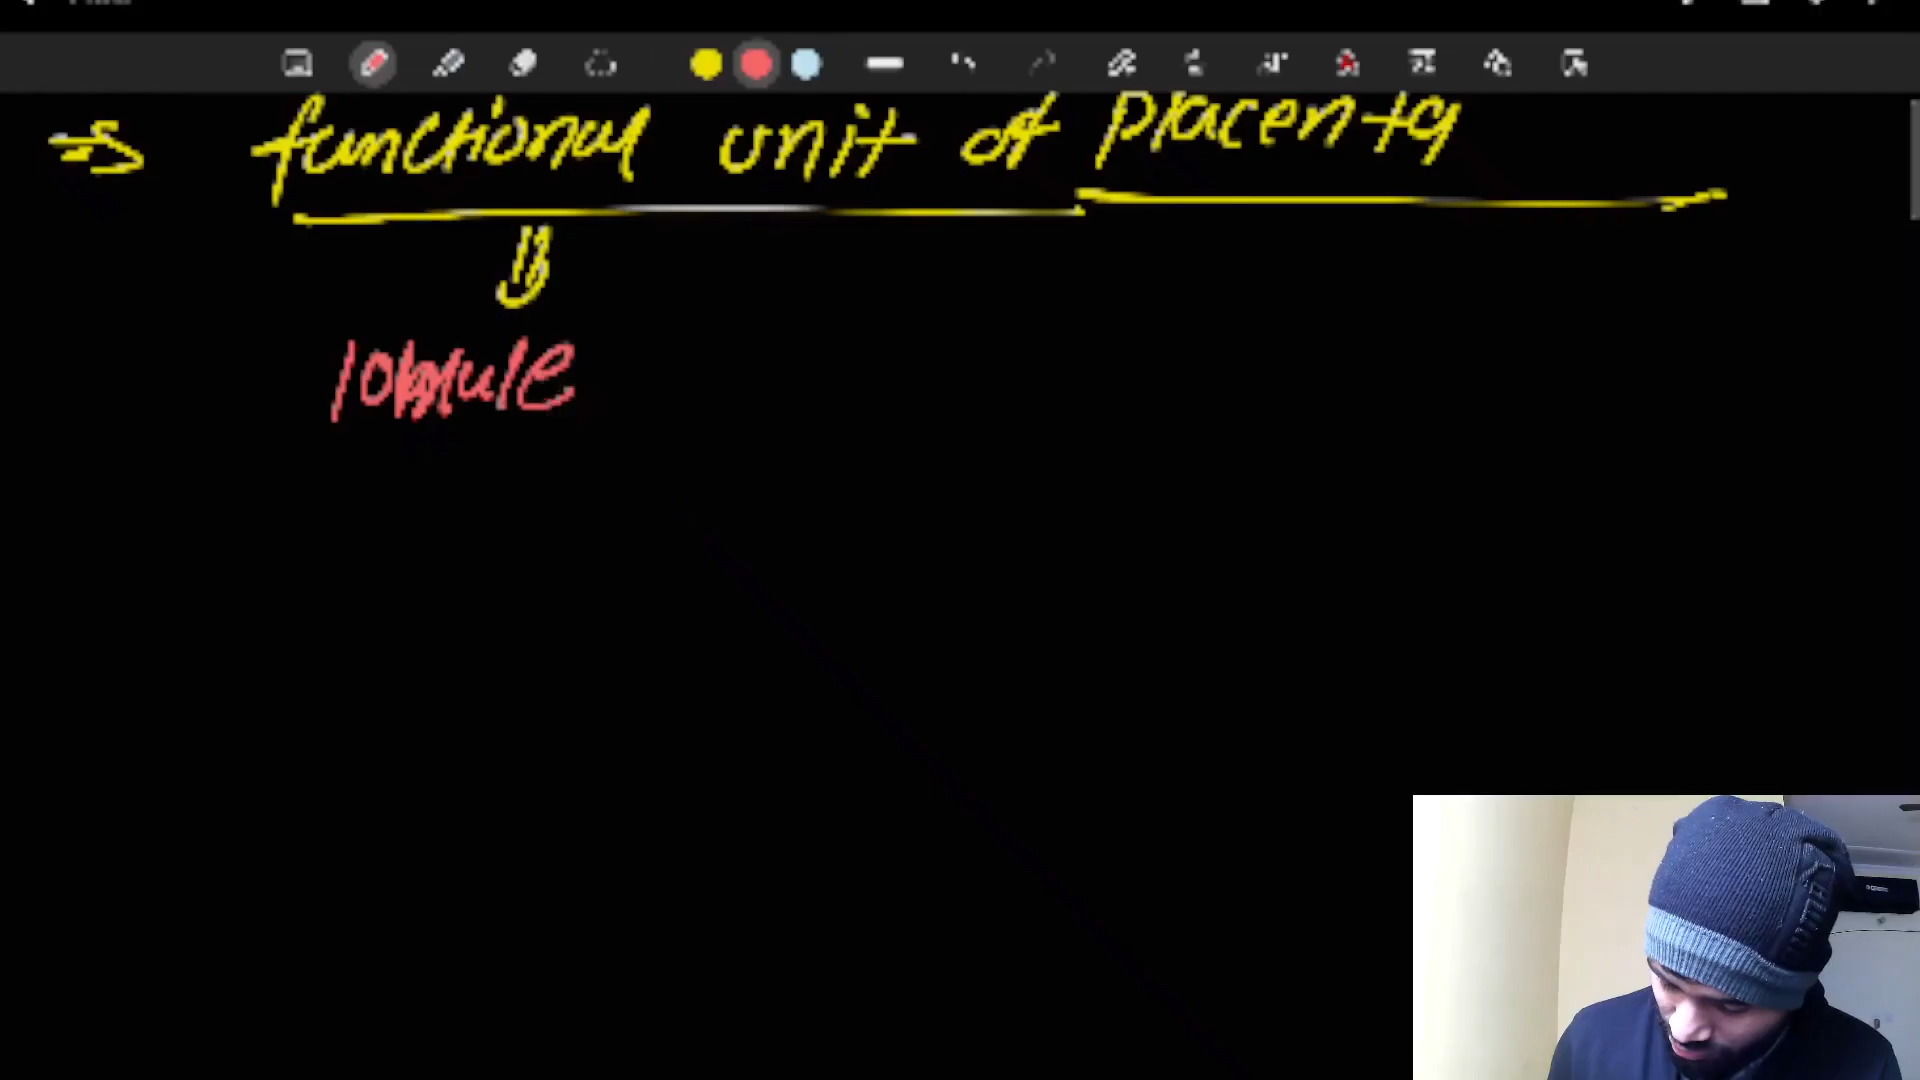 ⇒ functional unit of placenta
⇓
lobule